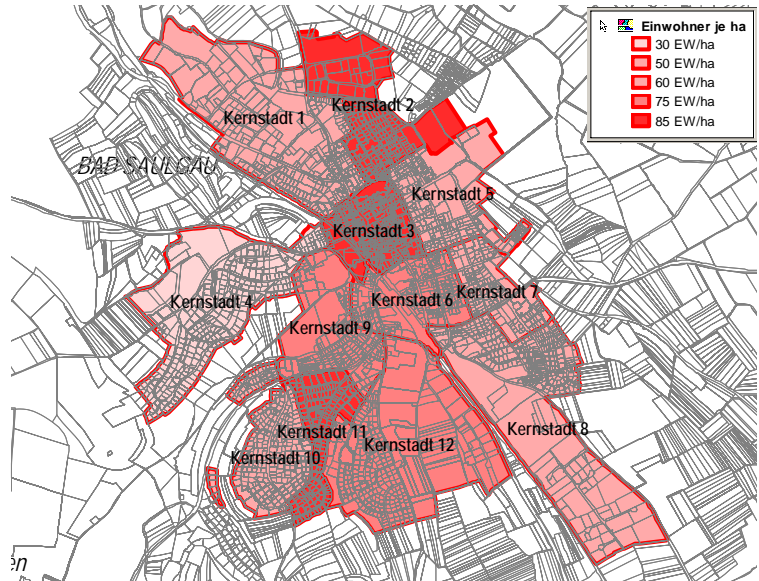 Einwohner je ha
30 EW/ha
50 EW/ha
60 EW/ha
75 EW/ha
85 EW/ha
Kernstadt 2
Kernstadt 1
BAD SAULGAU
Kernstadt 5
Kernstadt 3
Kernstadt 7
Kernstadt 6
Kernstadt 4
Kernstadt 9
Kernstadt 8
Kernstadt 11
Kernstadt 12
Kernstadt 10
en